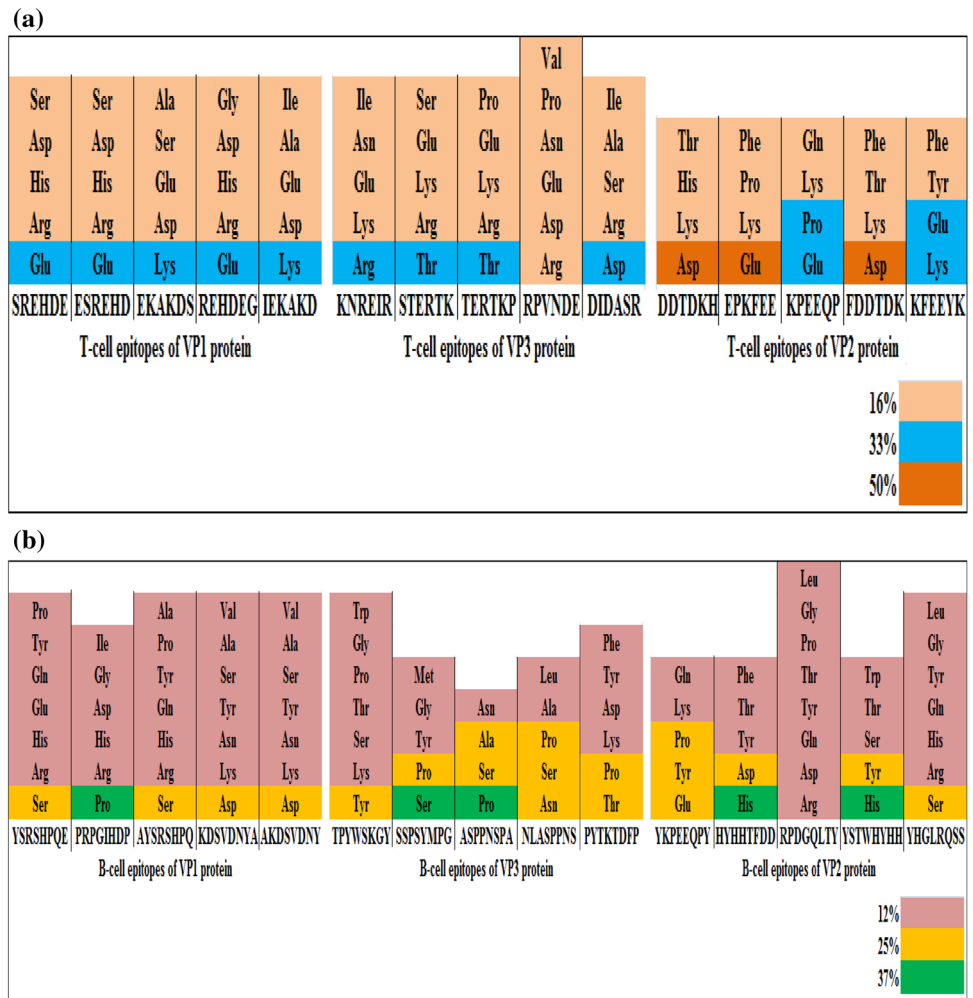 (a)
Val
Ser Ser Ala Gly Ile Ile Ser Pro Pro Ile
Asp Asp Ser Asp Ala Asn Glu Glu Asn Ala Thr Phe Gln Phe Phe
His His Glu His Glu Glu Lys Lys Glu Ser His Pro Lys Thr Tyr
Arg Arg Asp Arg Asp Lys Arg Arg Asp Arg Lys Lys Pro Lys Glu
Glu Glu Lys Glu Lys Arg Thr Thr Arg Asp Asp Glu Glu Asp Lys
SREHDE ESREHD EKAKDS REHDEG IEKAKD KNREIR STERTK TERTKP RPVNDE DIDASR DDTDKH EPKFEE KPEEQP FDDTDK KFEEYK
T-cell epitopes of VP1 protein T-cell epitopes of VP3 protein T-cell epitopes of VP2 protein
16%
33%
50%
(b)
Leu
Pro Ala Val Val Trp Gly Leu
Tyr Ile Pro Ala Ala Gly Phe Pro Gly
Gln Gly Tyr Ser Ser Pro Met Leu Tyr Gln Phe Thr Trp Tyr
Glu Asp Gln Tyr Tyr Thr Gly Asn Ala Asp Lys Thr Tyr Thr Gln
His His His Asn Asn Ser Tyr Ala Pro Lys Pro Tyr Gln Ser His
Arg Arg Arg Lys Lys Lys Pro Ser Ser Pro Tyr Asp Asp Tyr Arg
Ser Pro Ser Asp Asp Tyr Ser Pro Asn Thr Glu His Arg His Ser
YSRSHPQE PRPGIHDP AYSRSHPQ KDSVDNYA AKDSVDNY TPYWSKGY SSPSYMPG ASPPNSPA NLASPPNS PYTKTDFP YKPEEQPY HYHHTFDD RPDGQLTY YSTWHYHH YHGLRQSS
B-cell epitopes of VP1 protein B-cell epitopes of VP3 protein B-cell epitopes of VP2 protein
12%
25%
37%